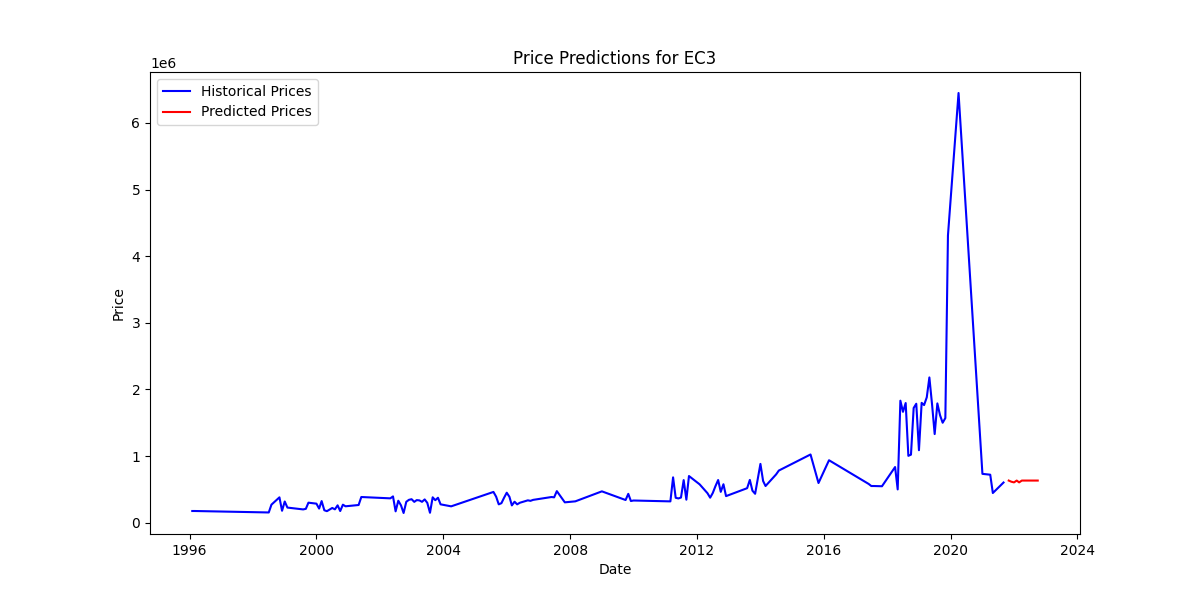 Price Predictions for EC3
1e6
Historical Prices
Predicted Prices
6
5
4
3
2
1
0
Price
1996 2000 2004 2008 2012 2016 2020 2024
Date